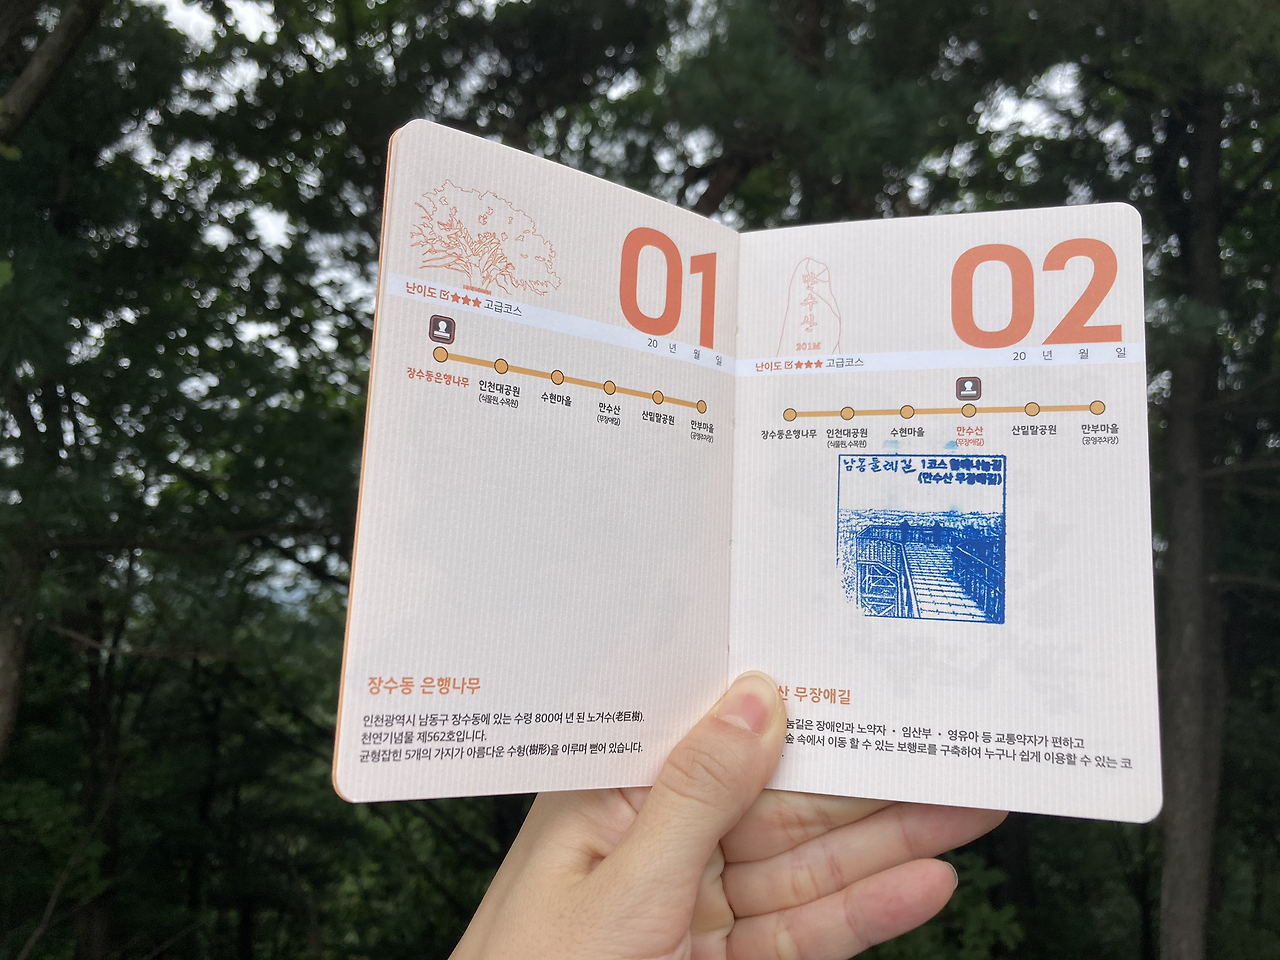 01
난이도 ★★★ 고급코스
20 년 월 일
장수동은행나무 인천대공원 수현마을 만수산 산밑말공원 만부마을
(식물원,수목원) (무장애길) (공영주차장)
장수동 은행나무
인천광역시 남동구 장수동에 있는 수령 800여 년 된 노거수(老巨樹).
천연기념물 제562호입니다.
균형잡힌 5개의 가지가 아름다운 수형(樹形)을 이루며 뻗어 있습니다.
만수산
201M
02
난이도 ★★★ 고급코스
20 년 월 일
장수동은행나무 인천대공원 수현마을 만수산 산밑말공원 만부마을
(식물원,수목원) (무장애길) (공영주차장)
남동둘레길 1코스 함께나눔길
(만수산 무장애길)
산 무장애길
눔길은 장애인과 노약자 · 임산부 · 영유아 등 교통약자가 편하고
숲 속에서 이동 할 수 있는 보행로를 구축하여 누구나 쉽게 이용할 수 있는 코